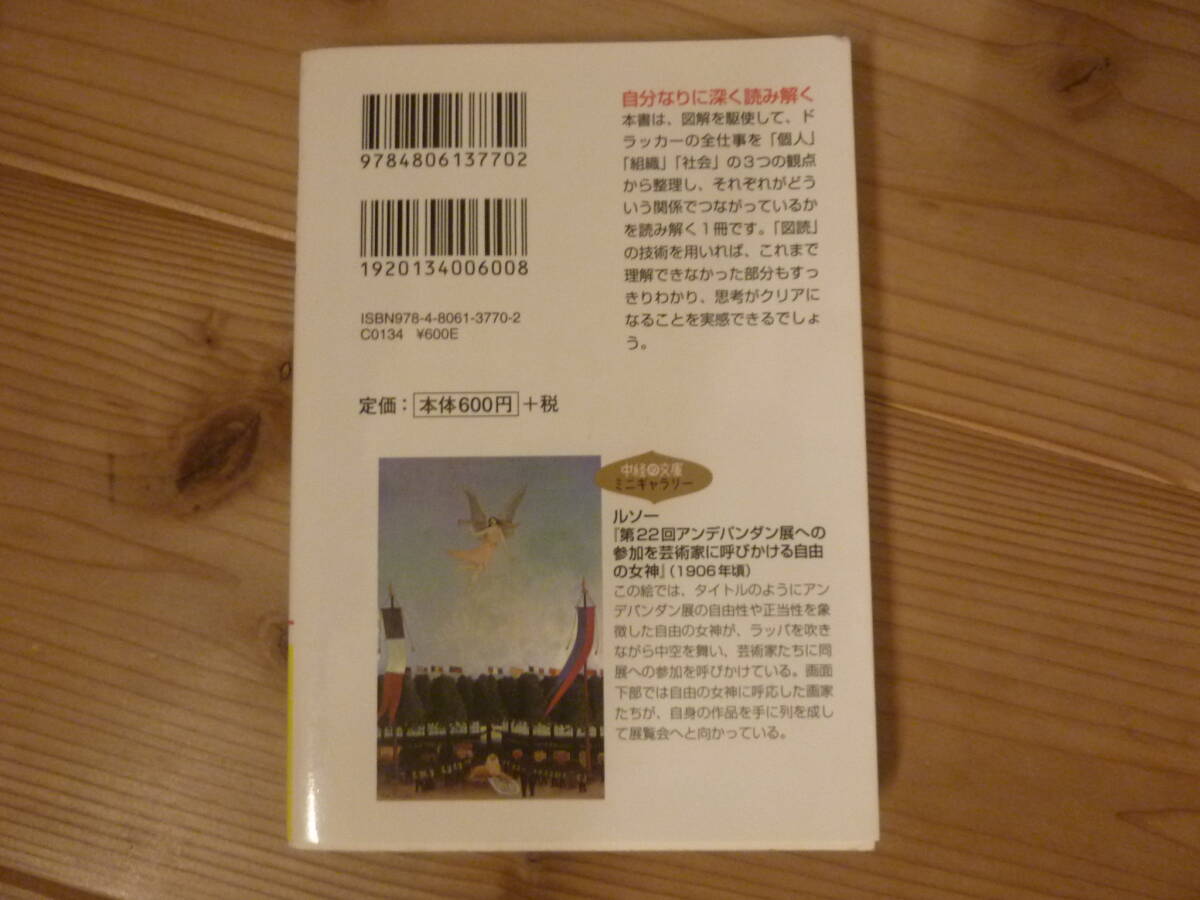 9784806137702
1920134006008
ISBN978-4-8061-3770-2
C0134 ¥600E
定価：本体600円+税
自分なりに深く読み解く
本書は、図解を駆使して、ド
ラッカーの全仕事を「個人」
「組織」「社会」の3つの観点
から整理し、それぞれがどう
いう関係でつながっているか
を読み解く1冊です。「図読」
の技術を用いれば、これまで
理解できなかった部分もすっ
きりわかり、思考がクリアに
なることを実感できるでしょ
う。
中経の文庫
ミニギャラリー
ルソー
『第22回アンデパンダン展への
参加を芸術家に呼びかける自由
の女神』(1906年頃)
この絵では、タイトルのようにアン
デパンダン展の自由性や正当性を象
徴した自由の女神が、ラッパを吹き
ながら中空を舞い、芸術家たちに同
展への参加を呼びかけている。画面
下部では自由の女神に呼応した画家
たちが、自身の作品を手に列を成し
て展覧会へと向かっている。